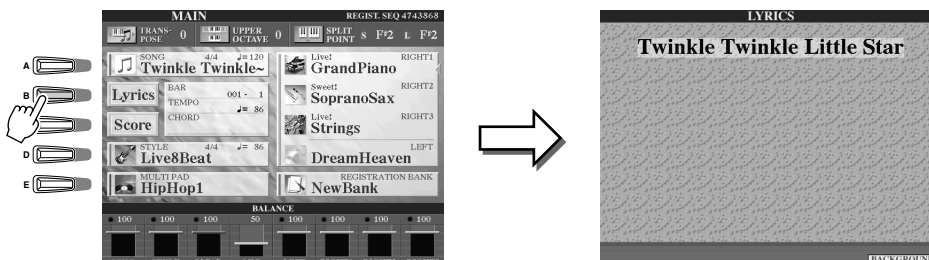 MAIN
REGIST. SEQ 4743868
TRANS-POSE 0 UPPER OCTAVE 0 SPLIT POINT S F#2 L F#2
A
B
D
E
SONG 4/4 ♩=120
Twinkle Twinkle~
Lyrics
BAR 001 - 1
TEMPO ♩= 86
CHORD
Score
STYLE 4/4 ♩= 86
Live8Beat
MULTI PAD
HipHop1
Live! RIGHT1
GrandPiano
Sweet! RIGHT2
SopranoSax
Live! RIGHT3
Strings
LEFT
DreamHeaven
REGISTRATION BANK
NewBank
BALANCE
100 100 100 50 100 100 100 100
LYRICS
Twinkle Twinkle Little Star